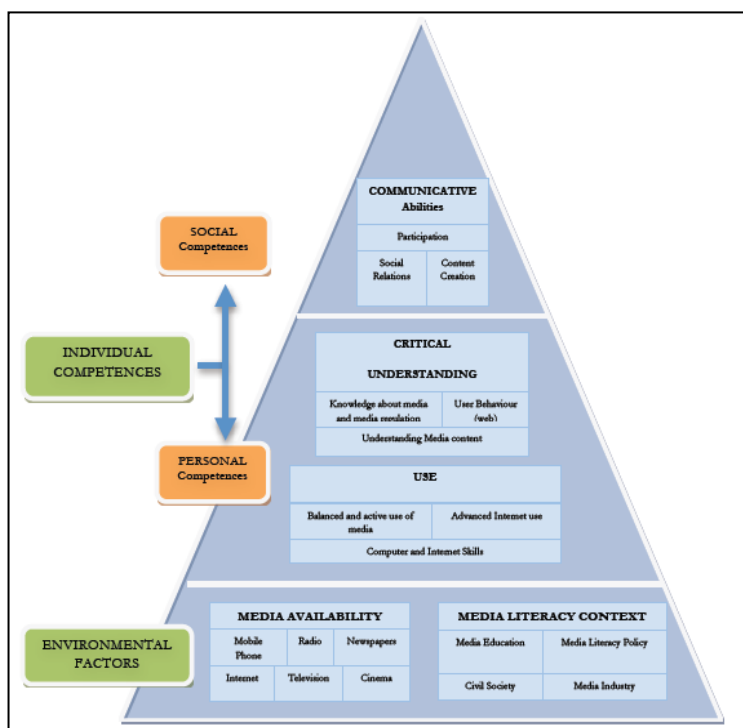 COMMUNICATIVE
Abilities
Participation
Social
Relations
Content
Creation
SOCIAL
Competences
INDIVIDUAL
COMPETENCES
PERSONAL
Competences
CRITICAL
UNDERSTANDING
Knowledge about media
and media regulation
User Behaviour
(web)
Understanding Media content
USE
Balanced and active use of
media
Advanced Internet use
Computer and Internet Skills
ENVIRONMENTAL
FACTORS
MEDIA AVAILABILITY
Mobile
Phone
Radio
Newspapers
Internet
Television
Cinema
MEDIA LITERACY CONTEXT
Media Education
Media Literacy Policy
Civil Society
Media Industry